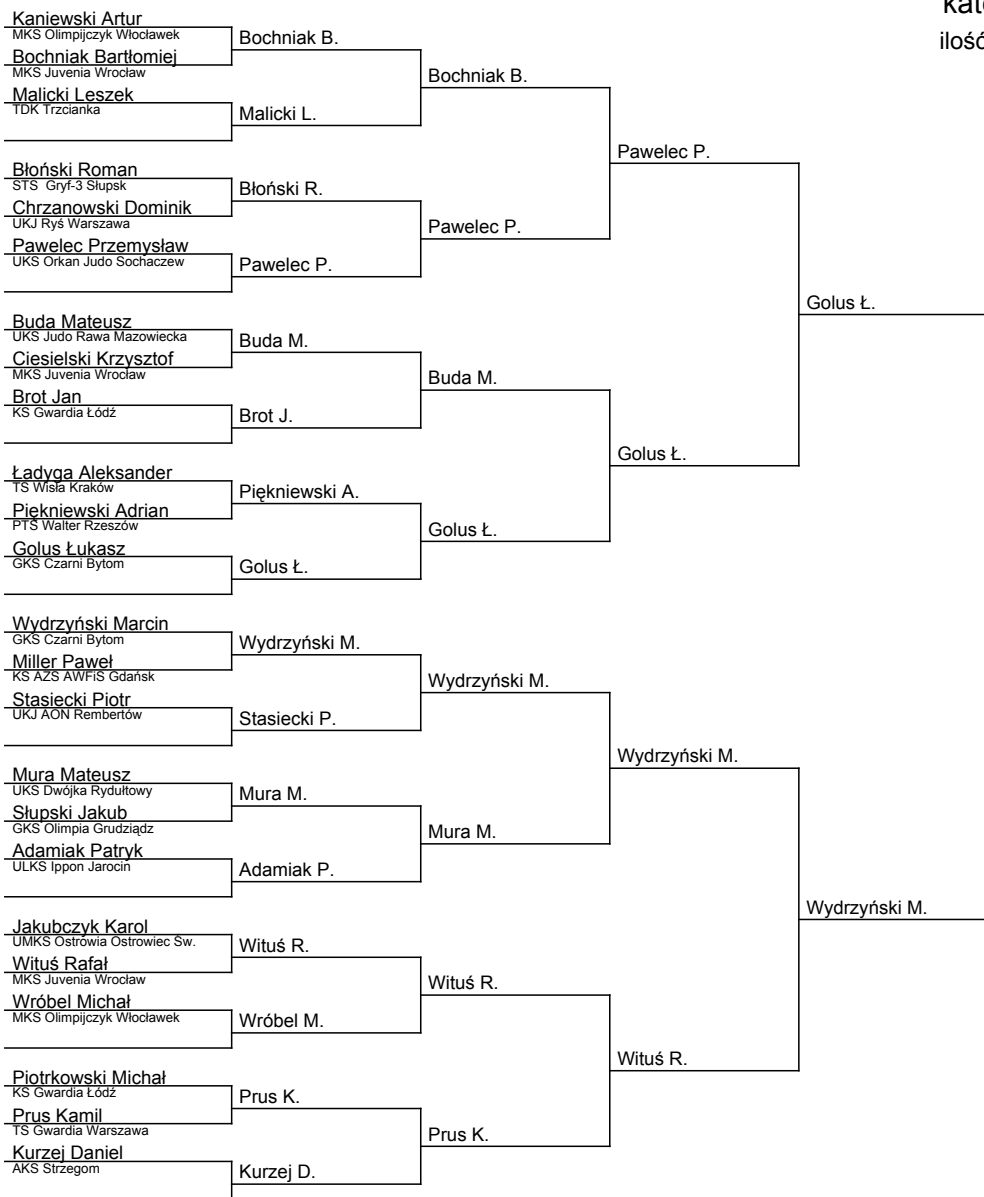 kate
ilość
Kaniewski Artur
MKS Olimpijczyk Włocławek
Bochniak Bartłomiej
MKS Juvenia Wrocław
Malicki Leszek
TDK Trzcianka
Błoński Roman
STS Gryf-3 Słupsk
Chrzanowski Dominik
UKJ Ryś Warszawa
Pawelec Przemysław
UKS Orkan Judo Sochaczew
Buda Mateusz
UKS Judo Rawa Mazowiecka
Ciesielski Krzysztof
MKS Juvenia Wrocław
Brot Jan
KS Gwardia Łódź
Ładyga Aleksander
TS Wisła Kraków
Piękniewski Adrian
PTS Walter Rzeszów
Golus Łukasz
GKS Czarni Bytom
Wydrzyński Marcin
GKS Czarni Bytom
Miller Paweł
KS AZS AWFiS Gdańsk
Stasiecki Piotr
UKJ AON Rembertów
Mura Mateusz
UKS Dwójka Rydułtowy
Słupski Jakub
GKS Olimpia Grudziądz
Adamiak Patryk
ULKS Ippon Jarocin
Jakubczyk Karol
UMKS Ostrowia Ostrowiec Św.
Wituś Rafał
MKS Juvenia Wrocław
Wróbel Michał
MKS Olimpijczyk Włocławek
Piotrkowski Michał
KS Gwardia Łódź
Prus Kamil
TS Gwardia Warszawa
Kurzej Daniel
AKS Strzegom
Bochniak B.
Malicki L.
Błoński R.
Pawelec P.
Buda M.
Brot J.
Piękniewski A.
Golus Ł.
Wydrzyński M.
Stasiecki P.
Mura M.
Adamiak P.
Wituś R.
Wróbel M.
Prus K.
Kurzej D.
Bochniak B.
Pawelec P.
Buda M.
Golus Ł.
Wydrzyński M.
Mura M.
Wituś R.
Prus K.
Pawelec P.
Golus Ł.
Wydrzyński M.
Wituś R.
Golus Ł.
Wydrzyński M.